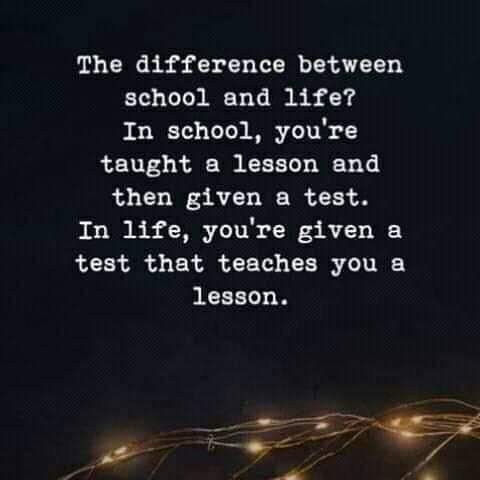 The difference between
school and life?
In school, you're
taught a lesson and
then given a test.
In life, you're given a
test that teaches you a
lesson.